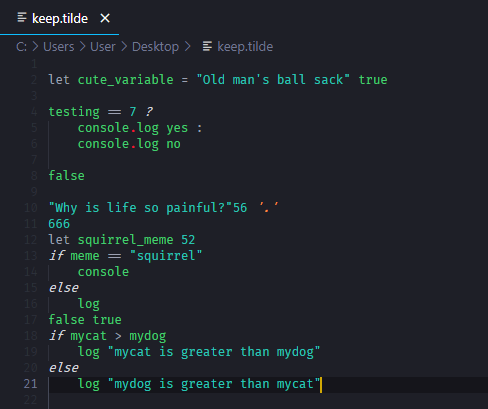 keep.tilde ×
C: > Users > User > Desktop > keep.tilde
1
2 let cute_variable = "Old man's ball sack" true
3
4 testing == 7 ?
5 console.log yes :
6 console.log no
7
8 false
9
10 "Why is life so painful?"56 '.'
11 666
12 let squirrel_meme 52
13 if meme == "squirrel"
14 console
15 else
16 log
17 false true
18 if mycat > mydog
19 log "mycat is greater than mydog"
20 else
21 log "mydog is greater than mycat"